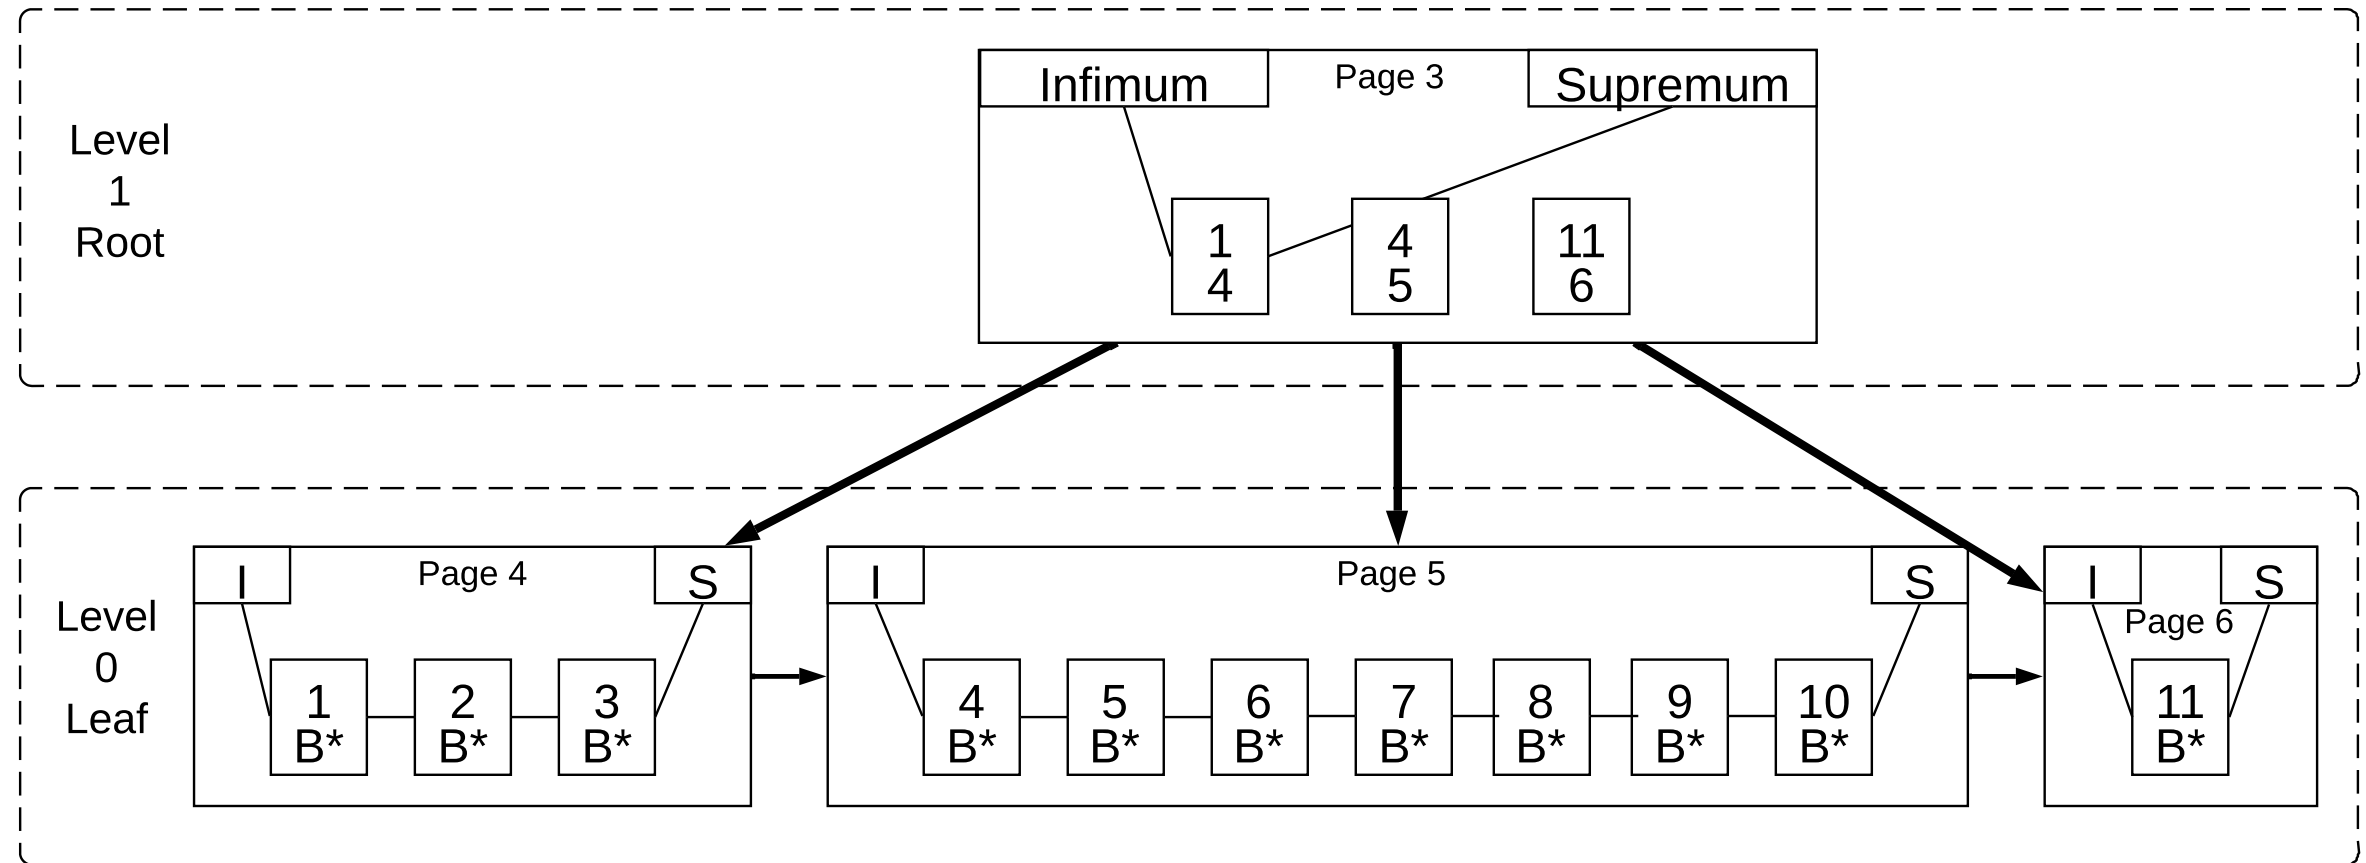 Infimum Page 3 Supremum
Level
1
Root
1 4 11
4 5 6
I Page 4 S I Page 5 S I S
Level
0
Leaf
Page 6
1 2 3 4 5 6 7 8 9 10 11
B* B* B* B* B* B* B* B* B* B* B*